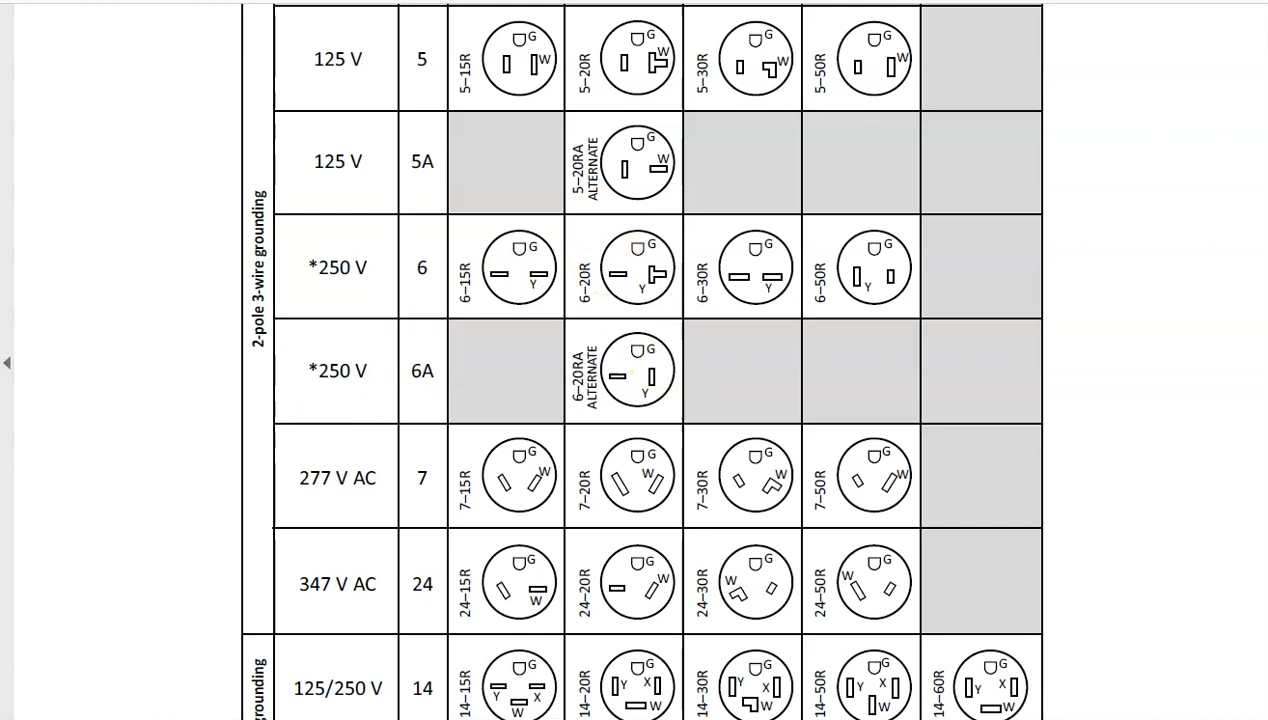 2-pole 3-wire grounding
125 V
5
5–15R
G
W
5–20R
G
W
5–30R
G
W
5–50R
G
W
125 V
5A
5–20RA
ALTERNATE
G
W
*250 V
6
6–15R
G
Y
6–20R
G
Y
6–30R
G
Y
6–50R
G
Y
*250 V
6A
6–20RA
ALTERNATE
G
Y
277 V AC
7
7–15R
G
W
7–20R
G
W
7–30R
G
W
7–50R
G
W
347 V AC
24
24–15R
G
W
24–20R
G
W
24–30R
G
W
24–50R
G
W
grounding
125/250 V
14
14–15R
G
Y
X
W
14–20R
G
Y
X
W
14–30R
G
Y
X
W
14–50R
G
Y
X
W
14–60R
G
Y
X
W